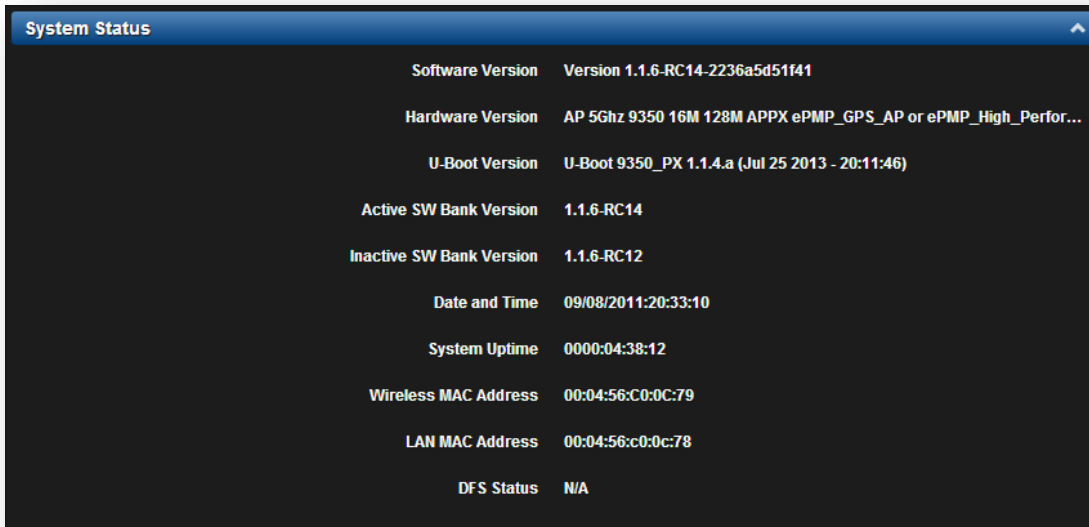 System Status
Software Version Version 1.1.6-RC14-2236a5d51f41
Hardware Version AP 5Ghz 9350 16M 128M APPX ePMP_GPS_AP or ePMP_High_Perfor...
U-Boot Version U-Boot 9350_PX 1.1.4.a (Jul 25 2013 - 20:11:46)
Active SW Bank Version 1.1.6-RC14
Inactive SW Bank Version 1.1.6-RC12
Date and Time 09/08/2011:20:33:10
System Uptime 0000:04:38:12
Wireless MAC Address 00:04:56:C0:0C:79
LAN MAC Address 00:04:56:c0:0c:78
DFS Status N/A